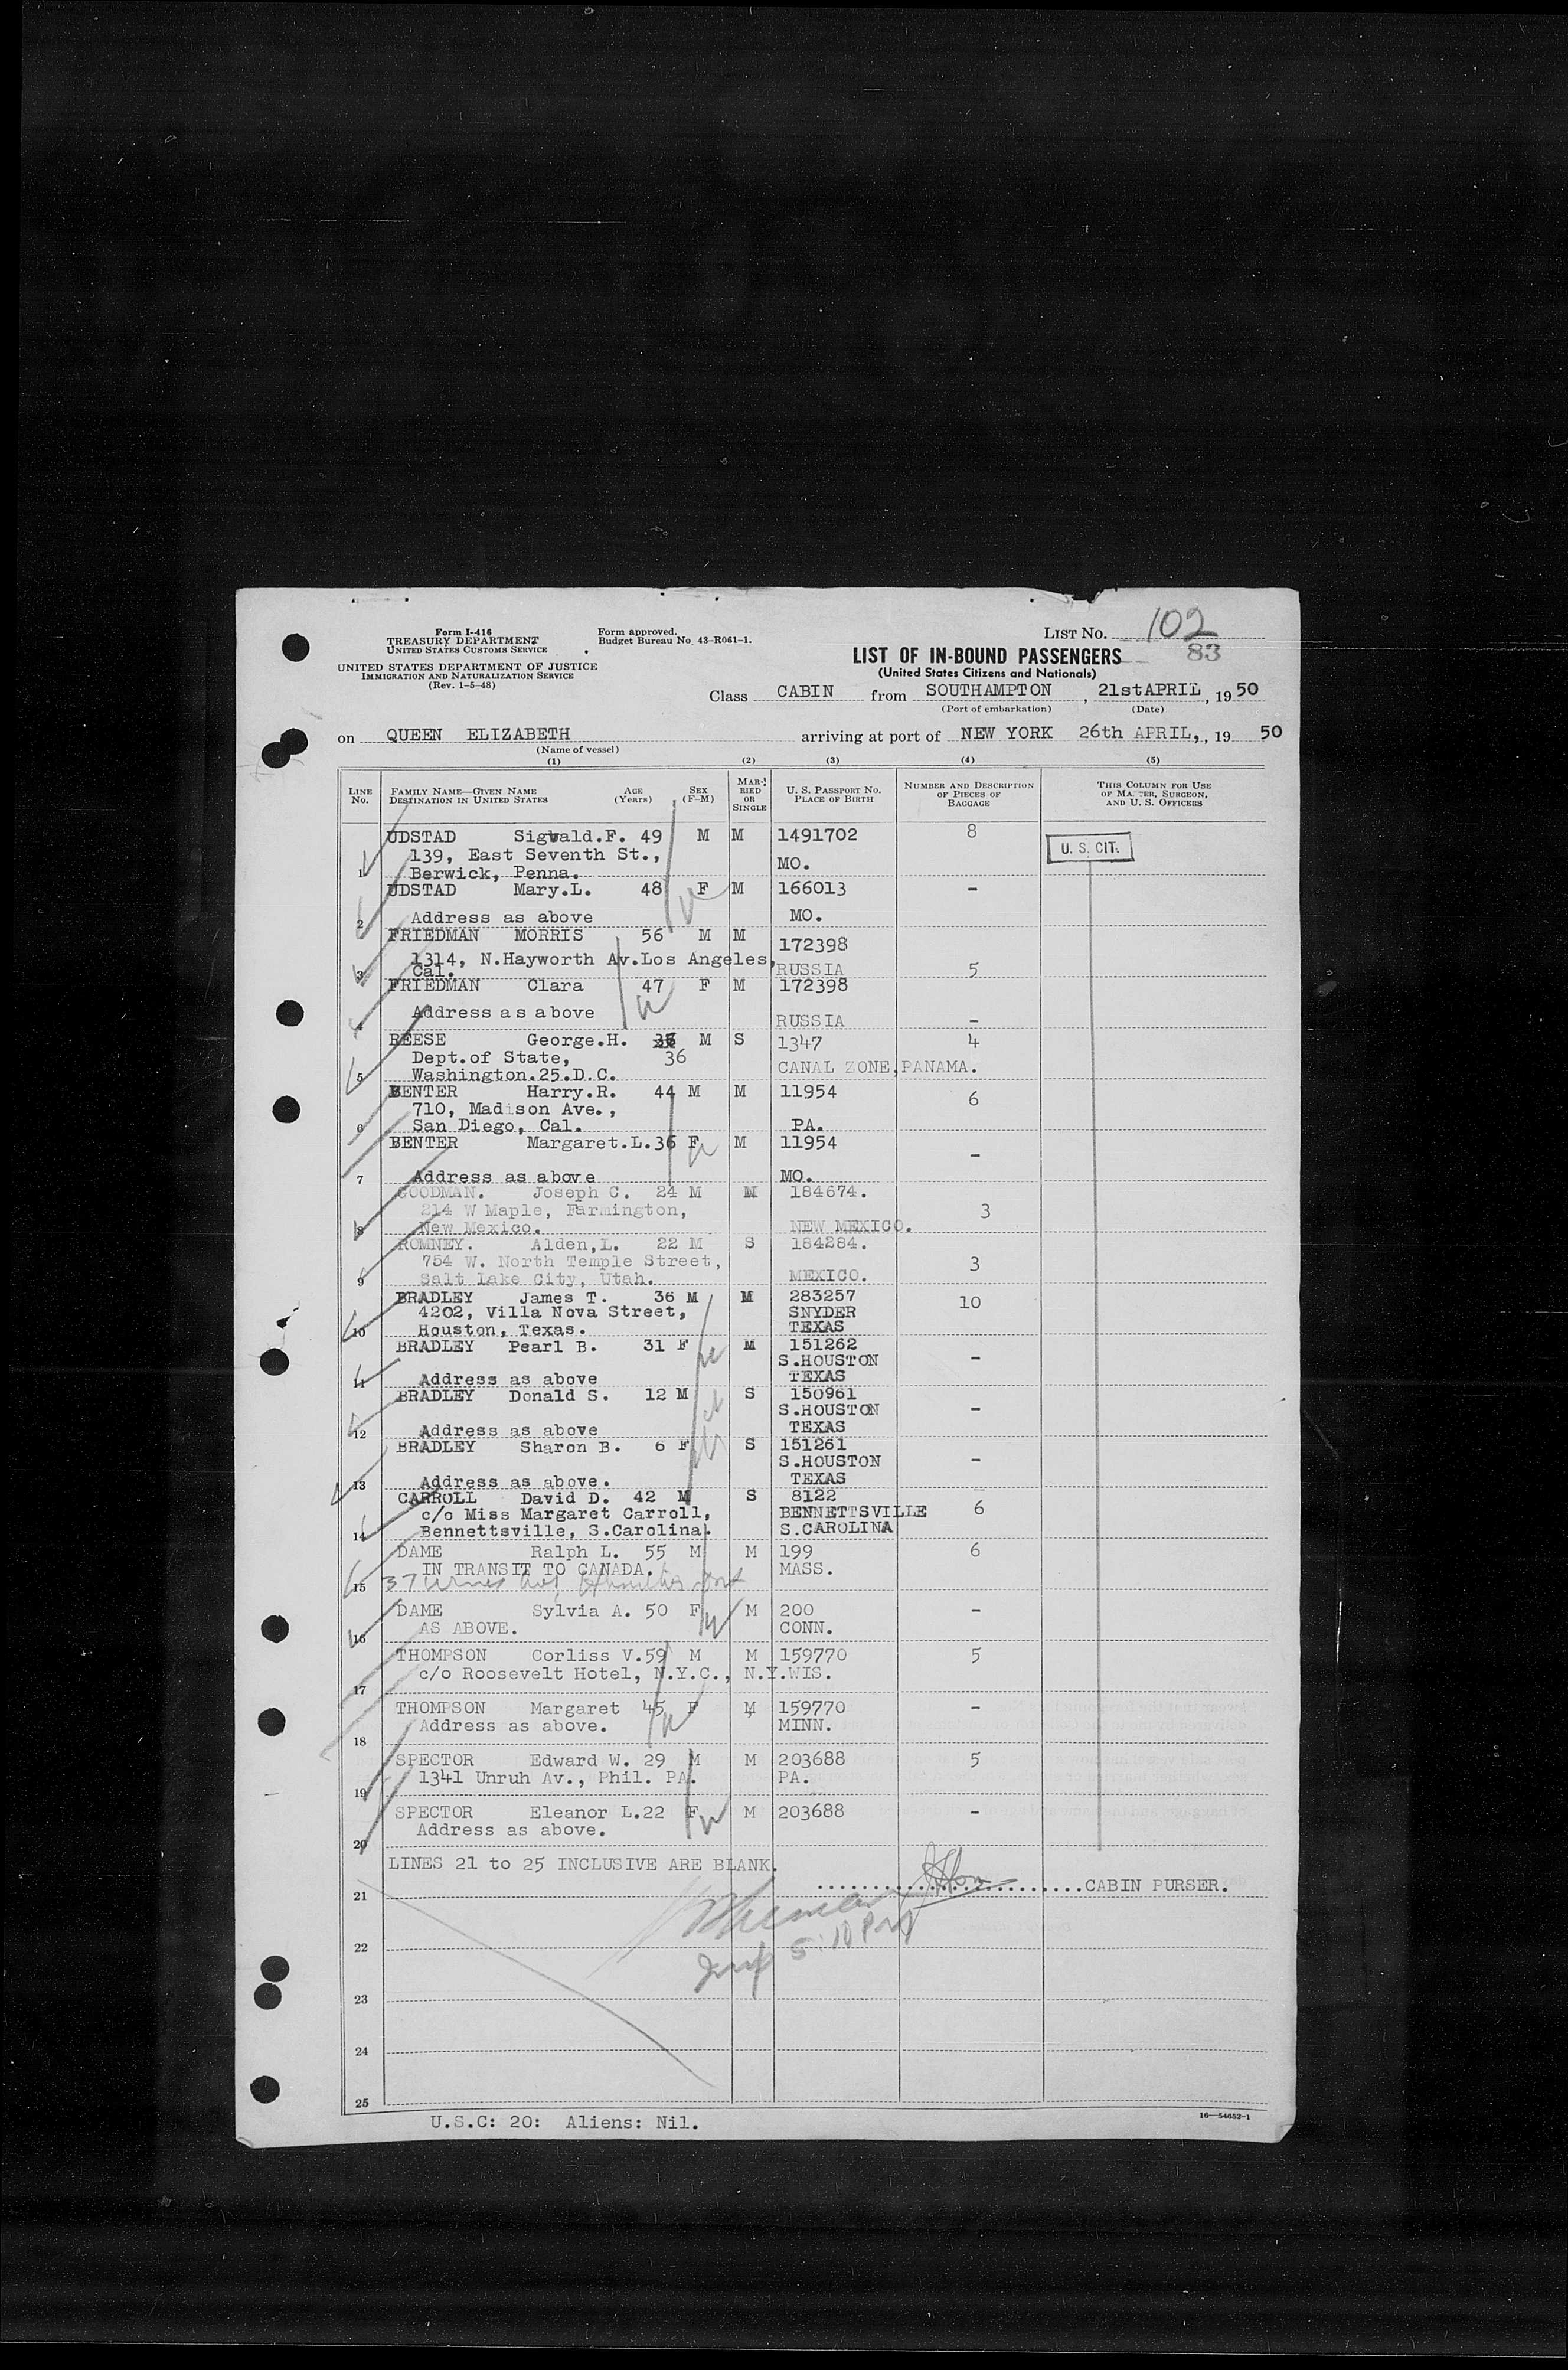 Form I-416
TREASURY DEPARTMENT
UNITED STATES CUSTOMS SERVICE
Form approved.
Budget Bureau No. 43-R061-1.
UNITED STATES DEPARTMENT OF JUSTICE
IMMIGRATION AND NATURALIZATION SERVICE
(Rev. 1-5-48)
LIST NO. 102
83
LIST OF IN-BOUND PASSENGERS
(United States Citizens and Nationals)
Class CABIN from SOUTHAMPTON, 21st APRIL, 1950
(Port of embarkation) (Date)
on QUEEN ELIZABETH arriving at port of NEW YORK 26th APRIL,, 19 50
(Name of vessel)
(1) (2) (3) (4) (5)
LINE No. FAMILY NAME—GIVEN NAME DESTINATION IN UNITED STATES AGE (Years) SEX (F-M) MARRIED OR SINGLE U. S. PASSPORT NO. PLACE OF BIRTH NUMBER AND DESCRIPTION OF PIECES OF BAGGAGE THIS COLUMN FOR USE OF MASTER, SURGEON, AND U. S. OFFICERS
UDSTAD Sigwald.F. 49 M M 1491702 8
U. S. CIT.
139, East Seventh St., MO.
1 Berwick, Penna.
UDSTAD Mary.L. 48 F M 166013 -
2 Address as above MO.
FRIEDMAN MORRIS 56 M M 172398
1314, N.Hayworth Av.Los Angeles,
3 Cal. RUSSIA 5
FRIEDMAN Clara 47 F M 172398
4 Address as above RUSSIA -
REESE George.H. 36 M S 1347 4
Dept.of State, CANAL ZONE,PANAMA.
5 Washington.25.D.C.
BENTER Harry.R. 44 M M 11954 6
710, Madison Ave.,
6 San Diego, Cal. PA.
BENTER Margaret.L.36 F M 11954 -
7 Address as above MO.
GOODMAN. Joseph C. 24 M M 184674.
214 W Maple, Farmington, 3
8 New Mexico. NEW MEXICO.
ROMNEY. Alden,L. 22 M S 184284.
754 W. North Temple Street, 3
9 Salt Lake City, Utah. MEXICO.
BRADLEY James T. 36 M M 283257 10
4202, Villa Nova Street, SNYDER
10 Houston, Texas. TEXAS
BRADLEY Pearl B. 31 F M 151262
S.HOUSTON -
11 Address as above TEXAS
BRADLEY Donald S. 12 M S 150961
S.HOUSTON -
12 Address as above TEXAS
BRADLEY Sharon B. 6 F S 151261
S.HOUSTON -
13 Address as above. TEXAS
CARROLL David D. 42 M S 8122
c/o Miss Margaret Carroll, BENNETTSVILLE 6
14 Bennettsville, S.Carolina. S.CAROLINA
DAME Ralph L. 55 M M 199 6
IN TRANSIT TO CANADA. MASS.
15 37
DAME Sylvia A. 50 F M 200 -
16 AS ABOVE. CONN.
THOMPSON Corliss V.59 M M 159770 5
c/o Roosevelt Hotel, N.Y.C., N.Y.WIS.
17
THOMPSON Margaret 45 F M 159770 -
Address as above. MINN.
18
SPECTOR Edward W. 29 M M 203688 5
1341 Unruh Av., Phil. PA. PA.
19
SPECTOR Eleanor L.22 F M 203688 -
Address as above.
20
LINES 21 to 25 INCLUSIVE ARE BLANK.
CABIN PURSER.
21
5:10 PM
22
23
24
25
U.S.C: 20: Aliens: Nil.
16—54652-1